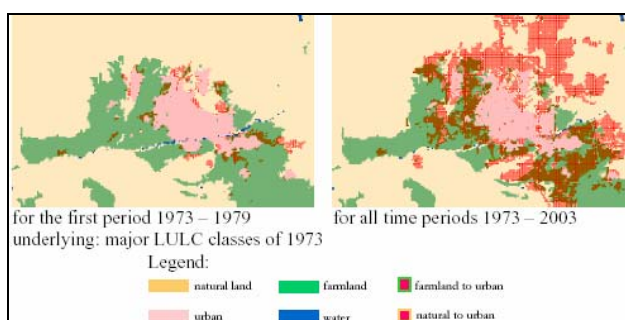 for the first period 1973 – 1979
for all time periods 1973 – 2003
underlying: major LULC classes of 1973
Legend:
natural land
farmland
farmland to urban
urban
water
natural to urban